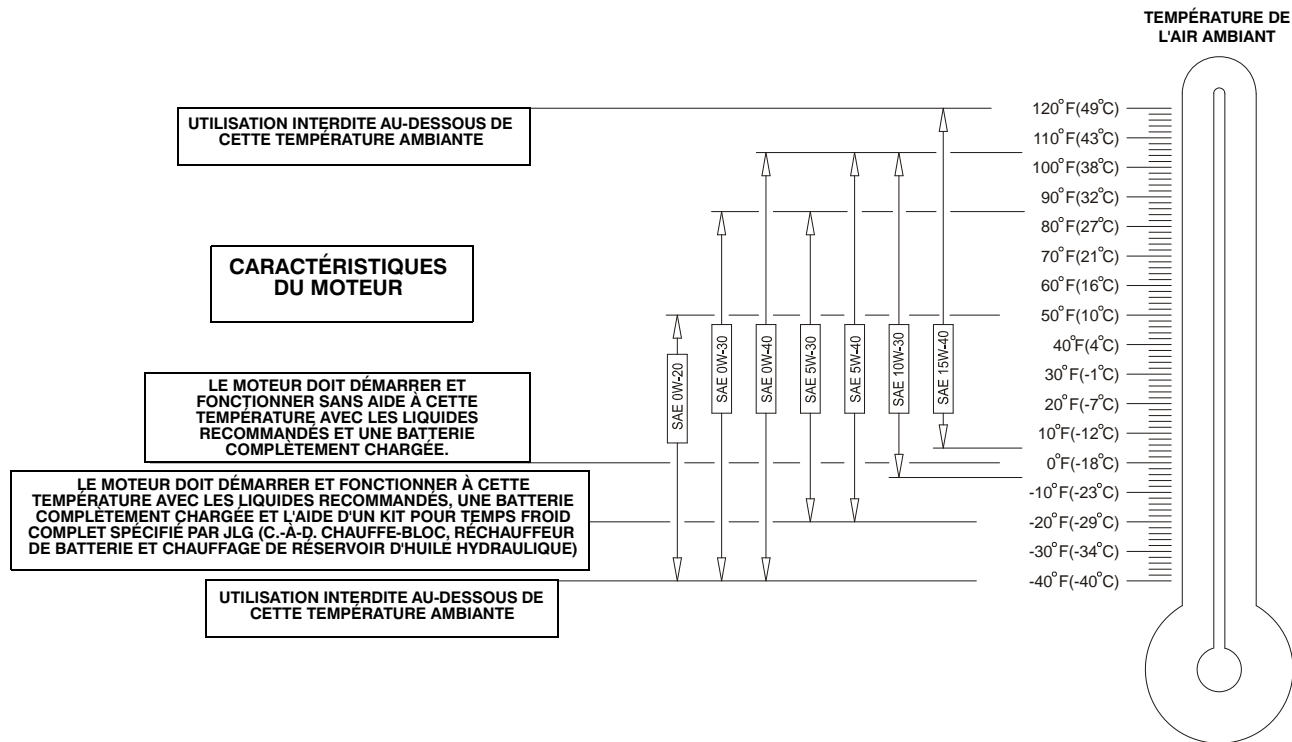 TEMPÉRATURE DE
L'AIR AMBIANT
UTILISATION INTERDITE AU-DESSOUS DE
CETTE TEMPÉRATURE AMBIANTE
CARACTÉRISTIQUES
DU MOTEUR
LE MOTEUR DOIT DÉMARRER ET
FONCTIONNER SANS AIDE À CETTE
TEMPÉRATURE AVEC LES LIQUIDES
RECOMMANDÉS ET UNE BATTERIE
COMPLÈTEMENT CHARGÉE.
LE MOTEUR DOIT DÉMARRER ET FONCTIONNER À CETTE
TEMPÉRATURE AVEC LES LIQUIDES RECOMMANDÉS, UNE BATTERIE
COMPLÈTEMENT CHARGÉE ET L'AIDE D'UN KIT POUR TEMPS FROID
COMPLET SPÉCIFIÉ PAR JLG (C.-À-D. CHAUFFE-BLOC, RÉCHAUFFEUR
DE BATTERIE ET CHAUFFAGE DE RÉSERVOIR D'HUILE HYDRAULIQUE)
UTILISATION INTERDITE AU-DESSOUS DE
CETTE TEMPÉRATURE AMBIANTE
SAE 0W-20
SAE 0W-30
SAE 0W-40
SAE 5W-30
SAE 5W-40
SAE 10W-30
SAE 15W-40
120°F(49°C)
110°F(43°C)
100°F(38°C)
90°F(32°C)
80°F(27°C)
70°F(21°C)
60°F(16°C)
50°F(10°C)
40°F(4°C)
30°F(-1°C)
20°F(-7°C)
10°F(-12°C)
0°F(-18°C)
-10°F(-23°C)
-20°F(-29°C)
-30°F(-34°C)
-40°F(-40°C)